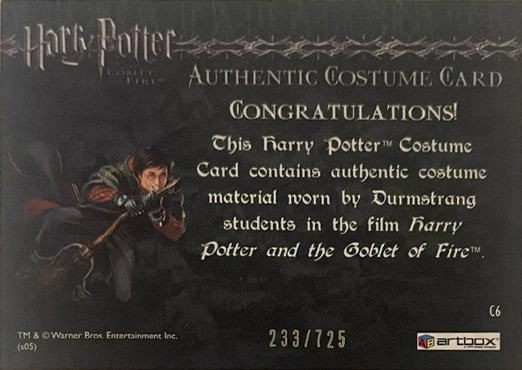 Harry Potter
AND THE
GOBLET OF
FIRE™
AUTHENTIC COSTUME CARD
CONGRATULATIONS!
This Harry Potter™ Costume
Card contains authentic costume
material worn by Durmstrang
students in the film Harry
Potter and the Goblet of Fire™.
C6
TM & © Warner Bros. Entertainment Inc.
(s05)
233/725
artbox